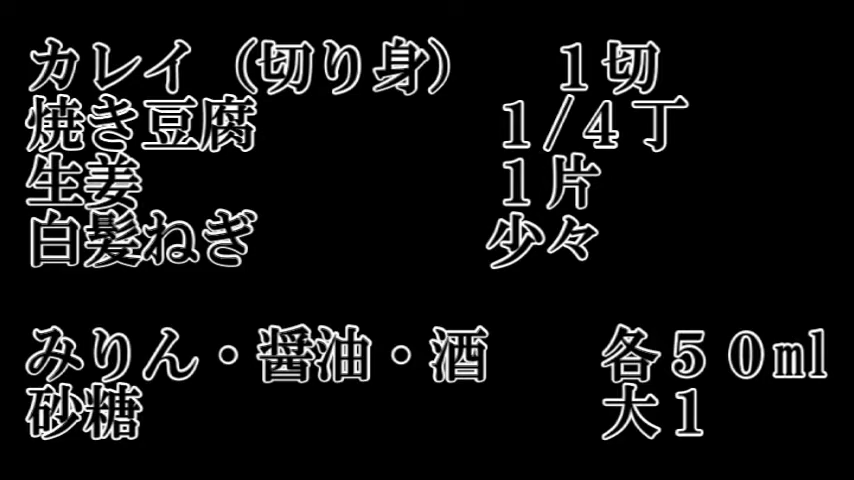 カレイ（切り身）　１切
焼き豆腐　１/４丁
生姜　１片
白髪ねぎ　少々
みりん・醤油・酒　各５０ml
砂糖　大１